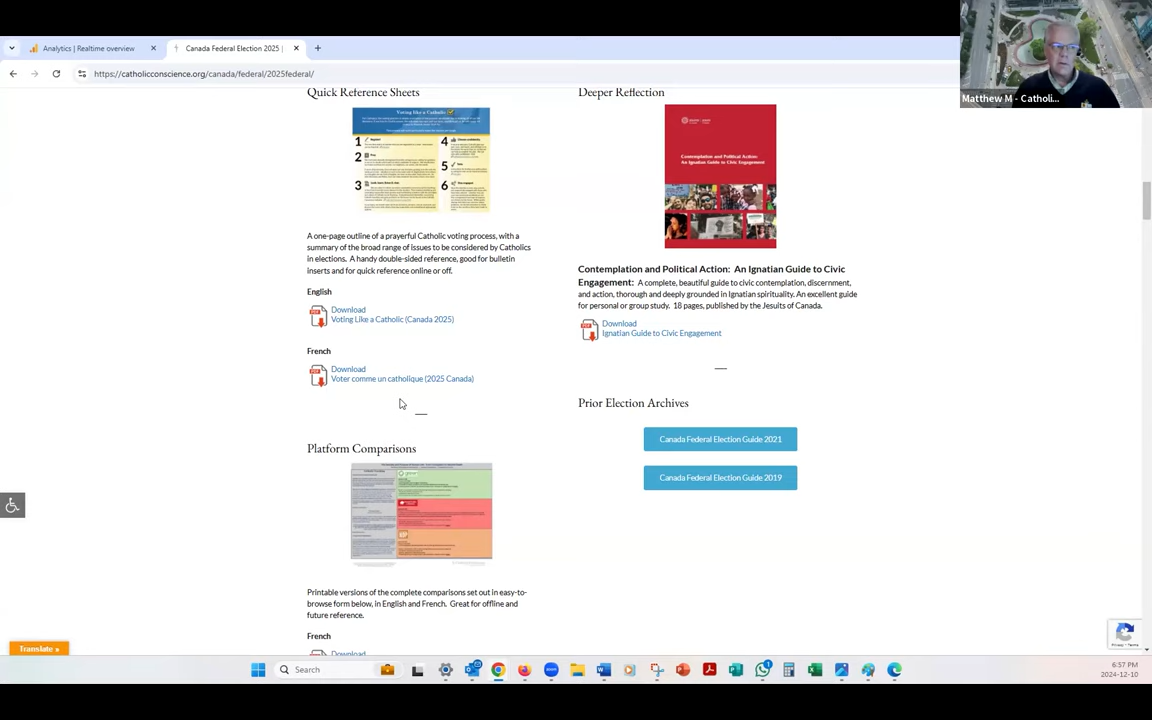 Analytics | Realtime overview
Canada Federal Election 2025 |
https://catholicconscience.org/canada/federal/2025federal/
Matthew M - Catholi...
Quick Reference Sheets
Voting like a Catholic
1
2
3
4
5
6
A one-page outline of a prayerful Catholic voting process, with a
summary of the broad range of issues to be considered by Catholics
in elections. A handy double-sided reference, good for bulletin
inserts and for quick reference online or off.
English
Download
Voting Like a Catholic (Canada 2025)
French
Download
Voter comme un catholique (2025 Canada)
Platform Comparisons
Printable versions of the complete comparisons set out in easy-to-
browse form below, in English and French. Great for offline and
future reference.
French
Download
Deeper Reflection
Contemplation and Political Action:
An Ignatian Guide to Civic Engagement
Contemplation and Political Action: An Ignatian Guide to Civic
Engagement: A complete, beautiful guide to civic contemplation, discernment,
and action, thorough and deeply grounded in Ignatian spirituality. An excellent guide
for personal or group study. 18 pages, published by the Jesuits of Canada.
Download
Ignatian Guide to Civic Engagement
Prior Election Archives
Canada Federal Election Guide 2021
Canada Federal Election Guide 2019
Translate »
Privacy - Terms
Search
6:57 PM
2024-12-10